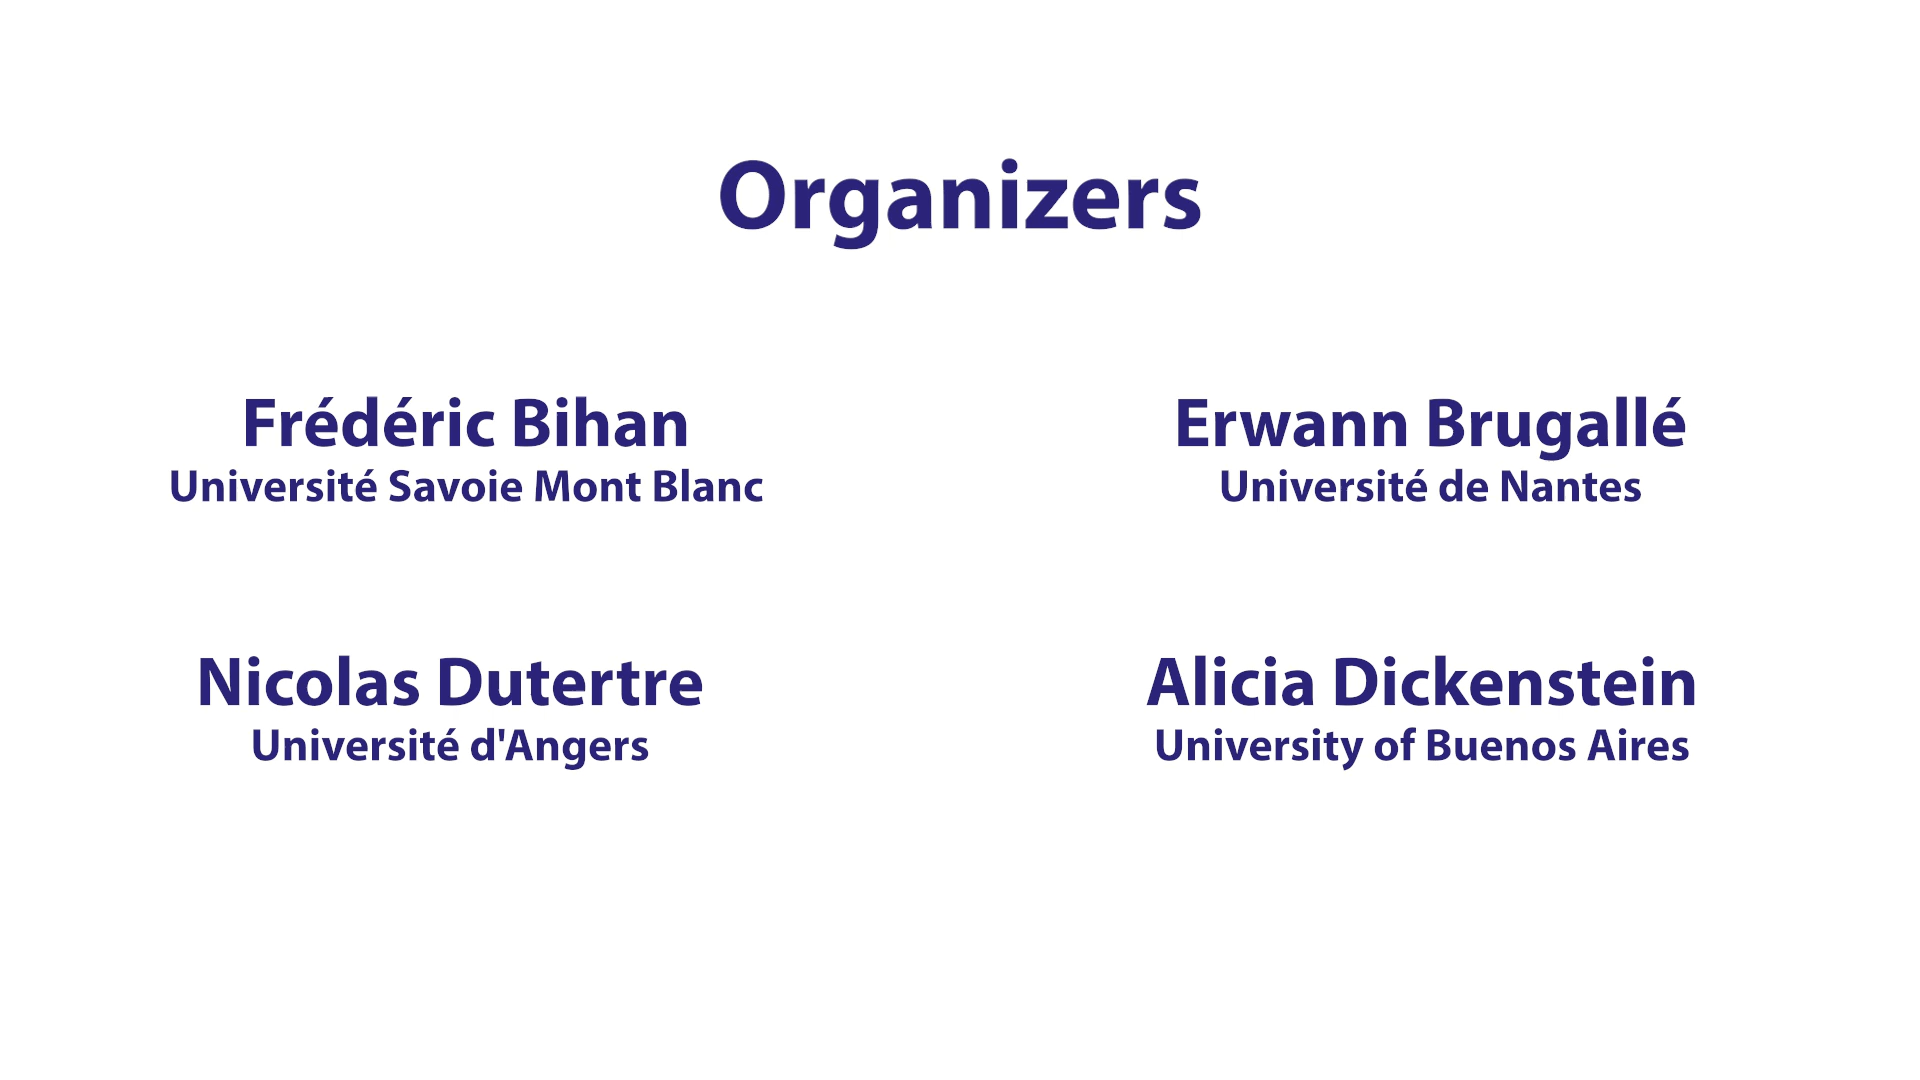 Organizers
Frédéric Bihan
Université Savoie Mont Blanc
Erwann Brugallé
Université de Nantes
Nicolas Dutertre
Université d'Angers
Alicia Dickenstein
University of Buenos Aires